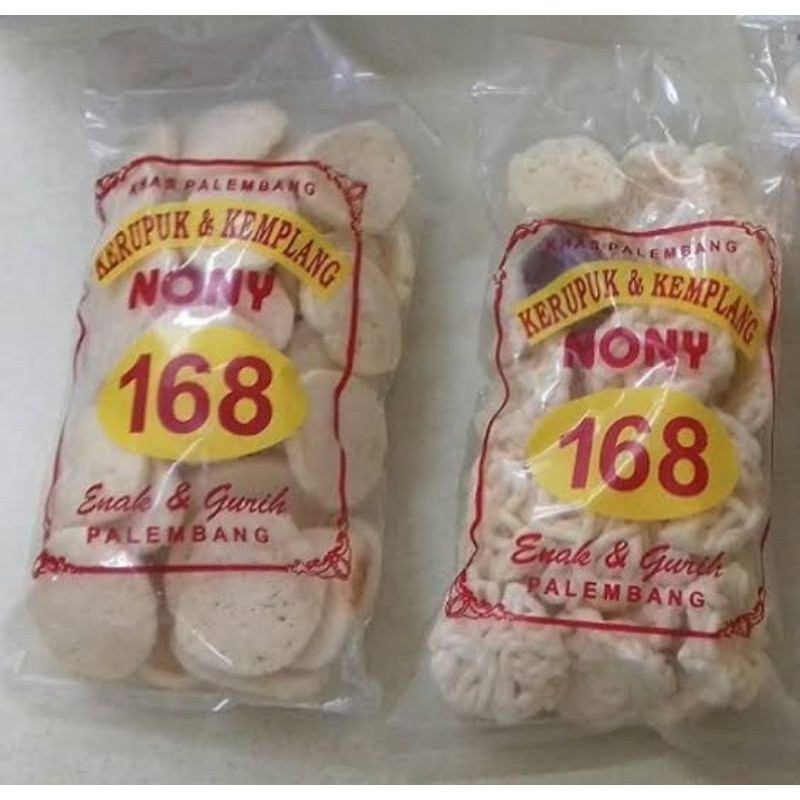 KHAS PALEMBANG
KERUPUK & KEMPLANG
NONY
168
Enak & Gurih
PALEMBANG
KHAS PALEMBANG
KERUPUK & KEMPLANG
NONY
168
Enak & Gurih
PALEMBANG